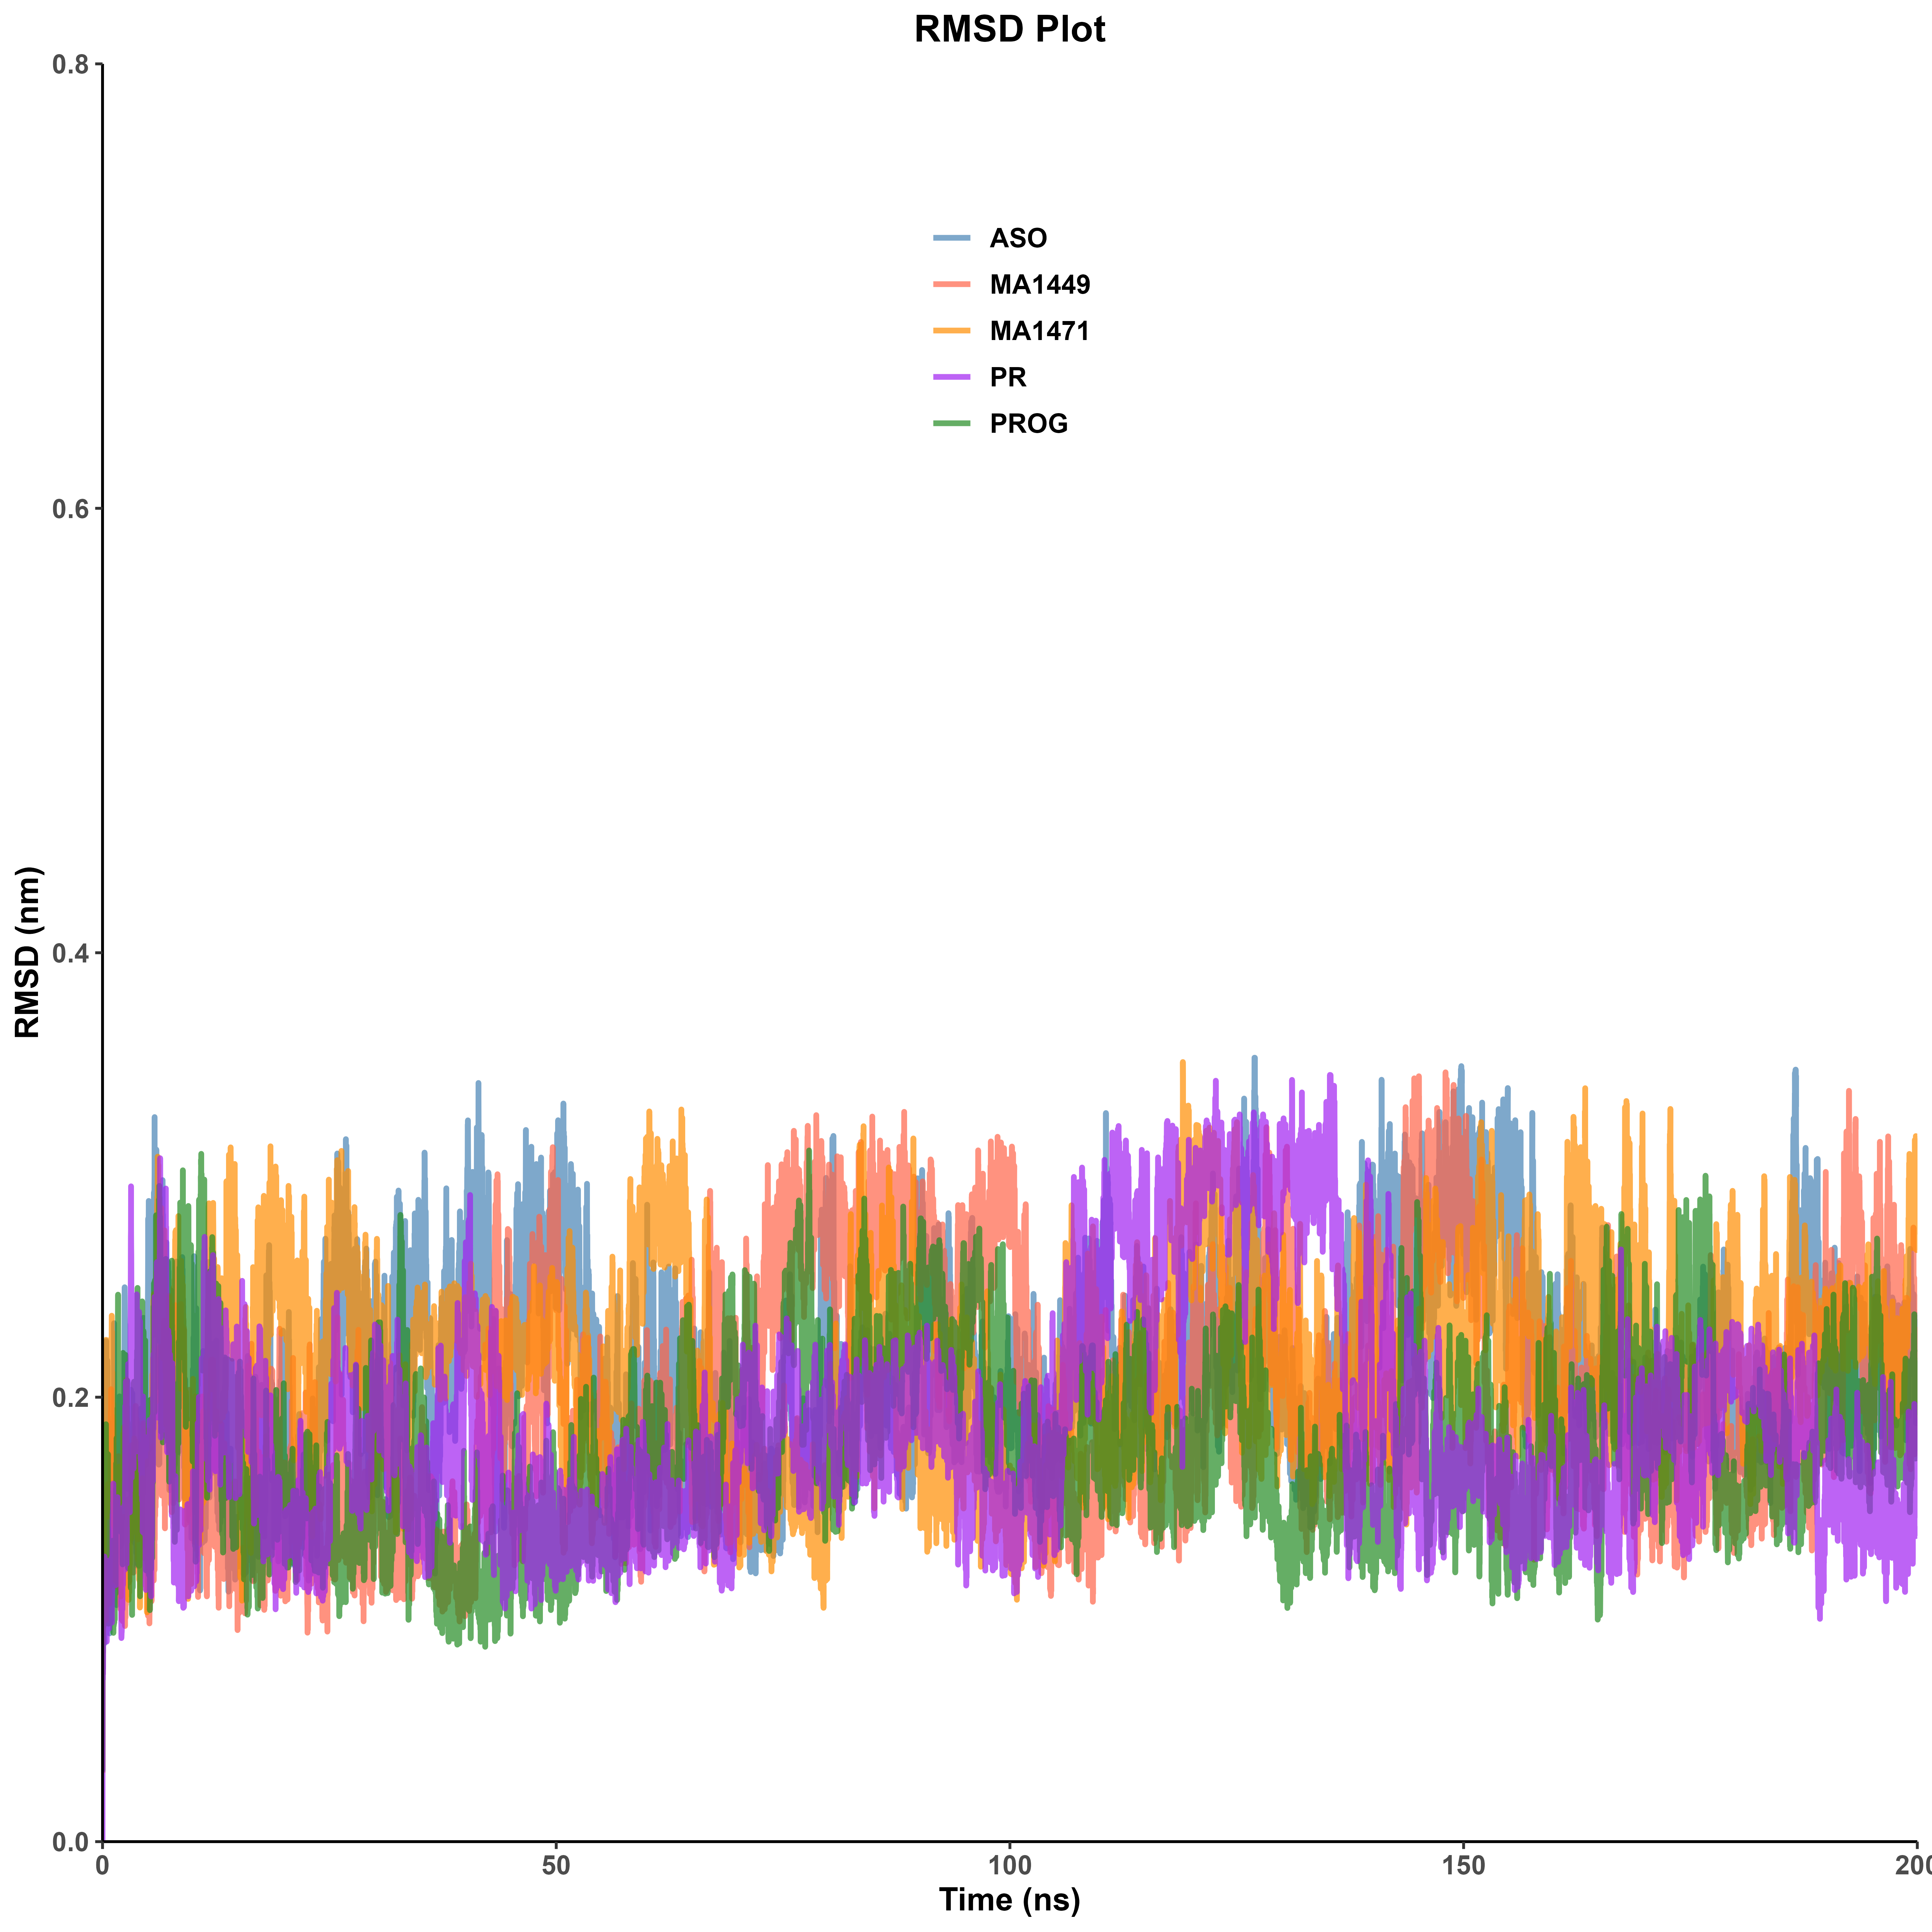 RMSD Plot
0.8
ASO
MA1449
MA1471
PR
PROG
0.6
RMSD (nm)
0.4
0.2
0.0
0 50 100 150 200
Time (ns)